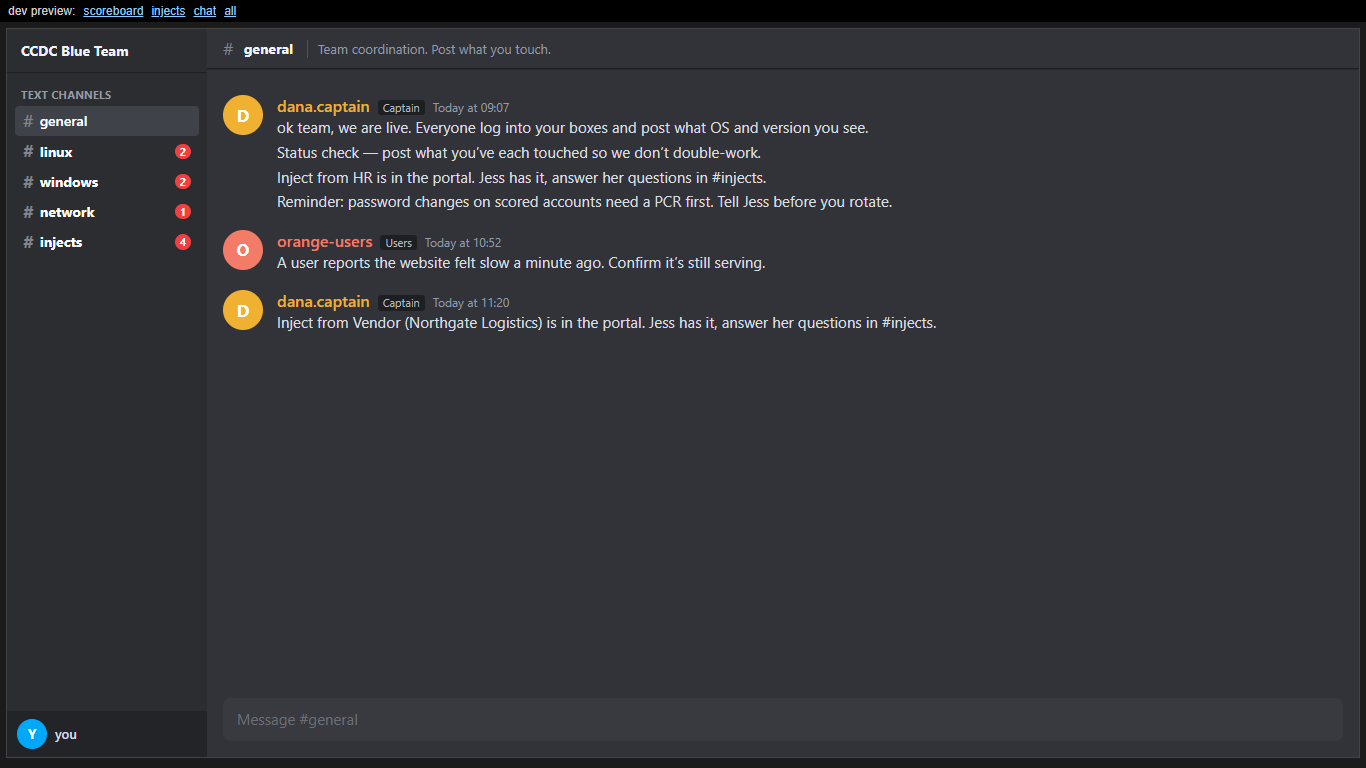 dev preview: scoreboard injects chat all
CCDC Blue Team
TEXT CHANNELS
# general
# linux 2
# windows 2
# network 1
# injects 4
Y you
# general Team coordination. Post what you touch.
D dana.captain Captain Today at 09:07
ok team, we are live. Everyone log into your boxes and post what OS and version you see.
Status check — post what you’ve each touched so we don’t double-work.
Inject from HR is in the portal. Jess has it, answer her questions in #injects.
Reminder: password changes on scored accounts need a PCR first. Tell Jess before you rotate.
O orange-users Users Today at 10:52
A user reports the website felt slow a minute ago. Confirm it’s still serving.
D dana.captain Captain Today at 11:20
Inject from Vendor (Northgate Logistics) is in the portal. Jess has it, answer her questions in #injects.
Message #general